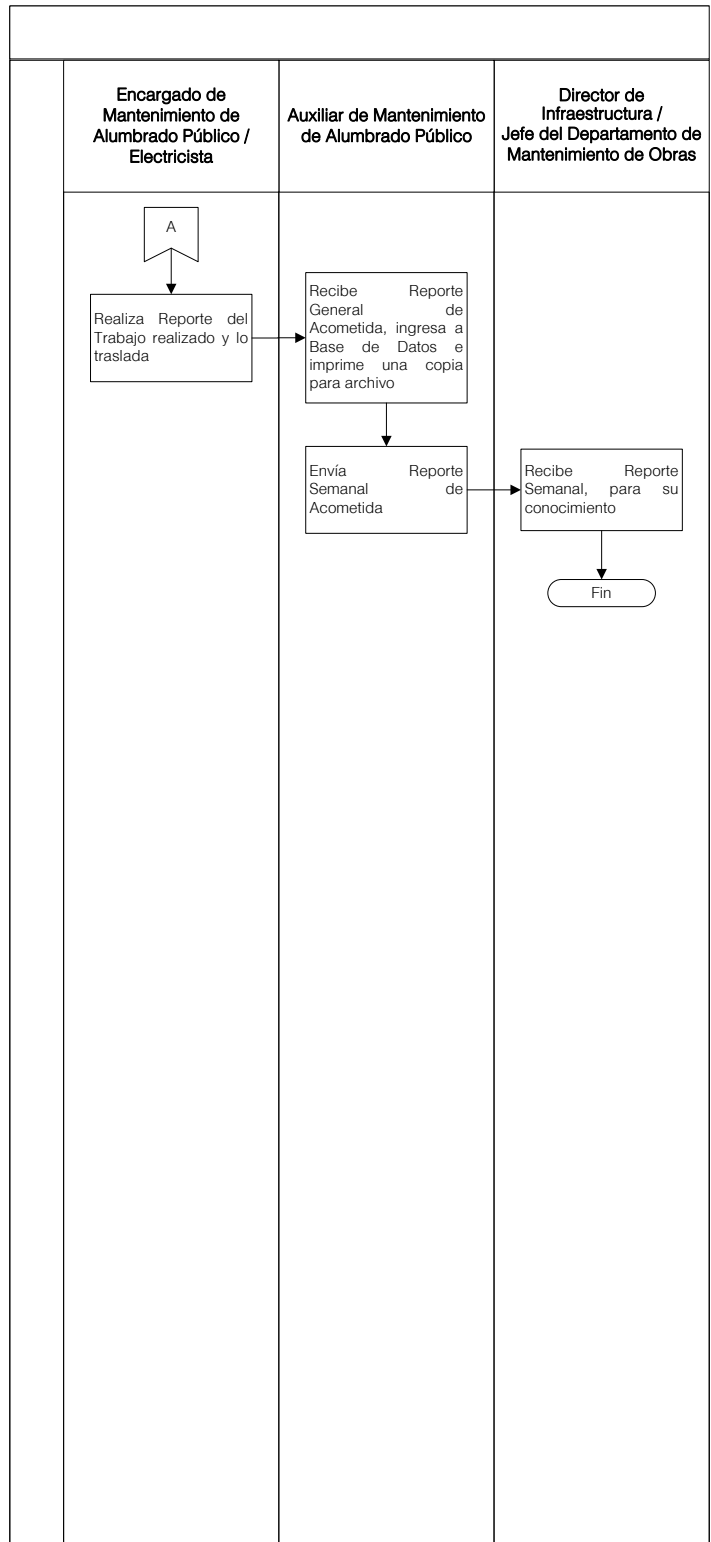 Encargado de
Mantenimiento de
Alumbrado Público /
Electricista
Auxiliar de Mantenimiento
de Alumbrado Público
Director de
Infraestructura /
Jefe del Departamento de
Mantenimiento de Obras
A
Realiza Reporte del
Trabajo realizado y lo
traslada
Recibe Reporte
General de
Acometida, ingresa a
Base de Datos e
imprime una copia
para archivo
Envía Reporte
Semanal de
Acometida
Recibe Reporte
Semanal, para su
conocimiento
Fin